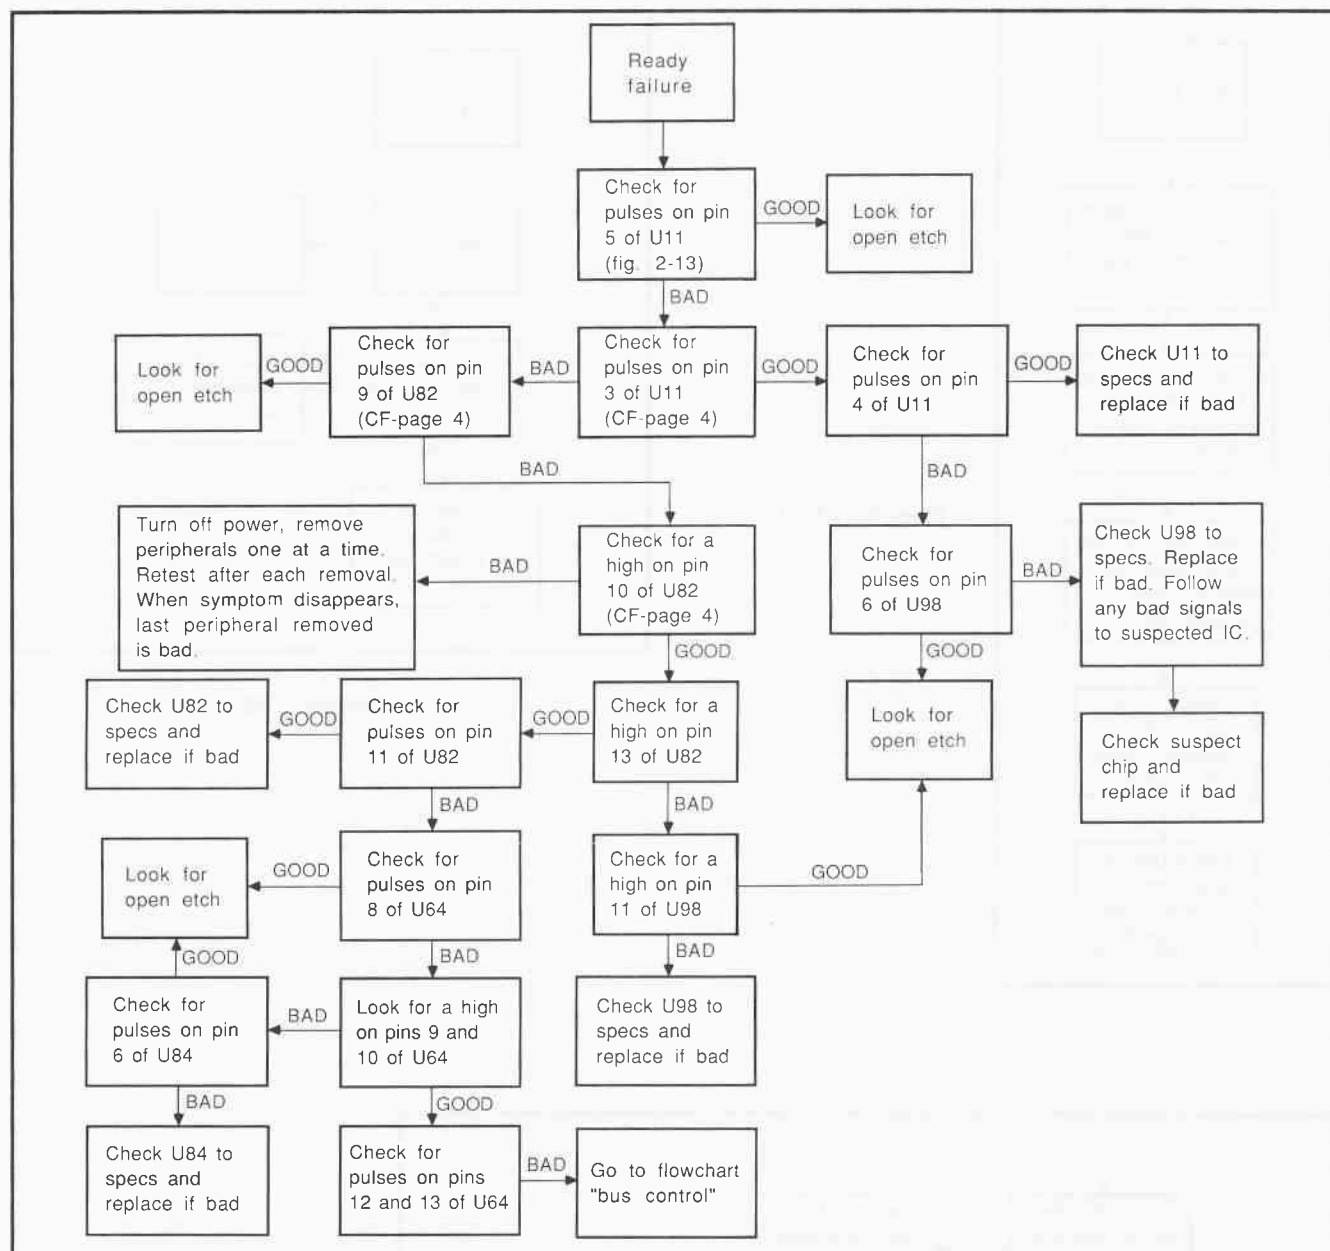 Ready
failure
Check for
pulses on pin
5 of U11
(fig. 2-13)
GOOD
Look for
open etch
BAD
Look for
open etch
GOOD
Check for
pulses on pin
9 of U82
(CF-page 4)
BAD
Check for
pulses on pin
3 of U11
(CF-page 4)
GOOD
Check for
pulses on pin
4 of U11
GOOD
Check U11 to
specs and
replace if bad
BAD
BAD
Turn off power, remove
peripherals one at a time.
Retest after each removal.
When symptom disappears,
last peripheral removed
is bad.
BAD
Check for a
high on pin
10 of U82
(CF-page 4)
Check for
pulses on pin
6 of U98
BAD
Check U98 to
specs. Replace
if bad. Follow
any bad signals
to suspected IC.
GOOD
GOOD
Check U82 to
specs and
replace if bad
GOOD
Check for
pulses on pin
11 of U82
GOOD
Check for a
high on pin
13 of U82
Look for
open etch
Check suspect
chip and
replace if bad
BAD
BAD
Look for
open etch
GOOD
Check for
pulses on pin
8 of U64
Check for a
high on pin
11 of U98
GOOD
GOOD
BAD
BAD
Check for
pulses on pin
6 of U84
BAD
Look for a high
on pins 9 and
10 of U64
Check U98 to
specs and
replace if bad
BAD
GOOD
Check U84 to
specs and
replace if bad
Check for
pulses on pins
12 and 13 of U64
BAD
Go to flowchart
"bus control"